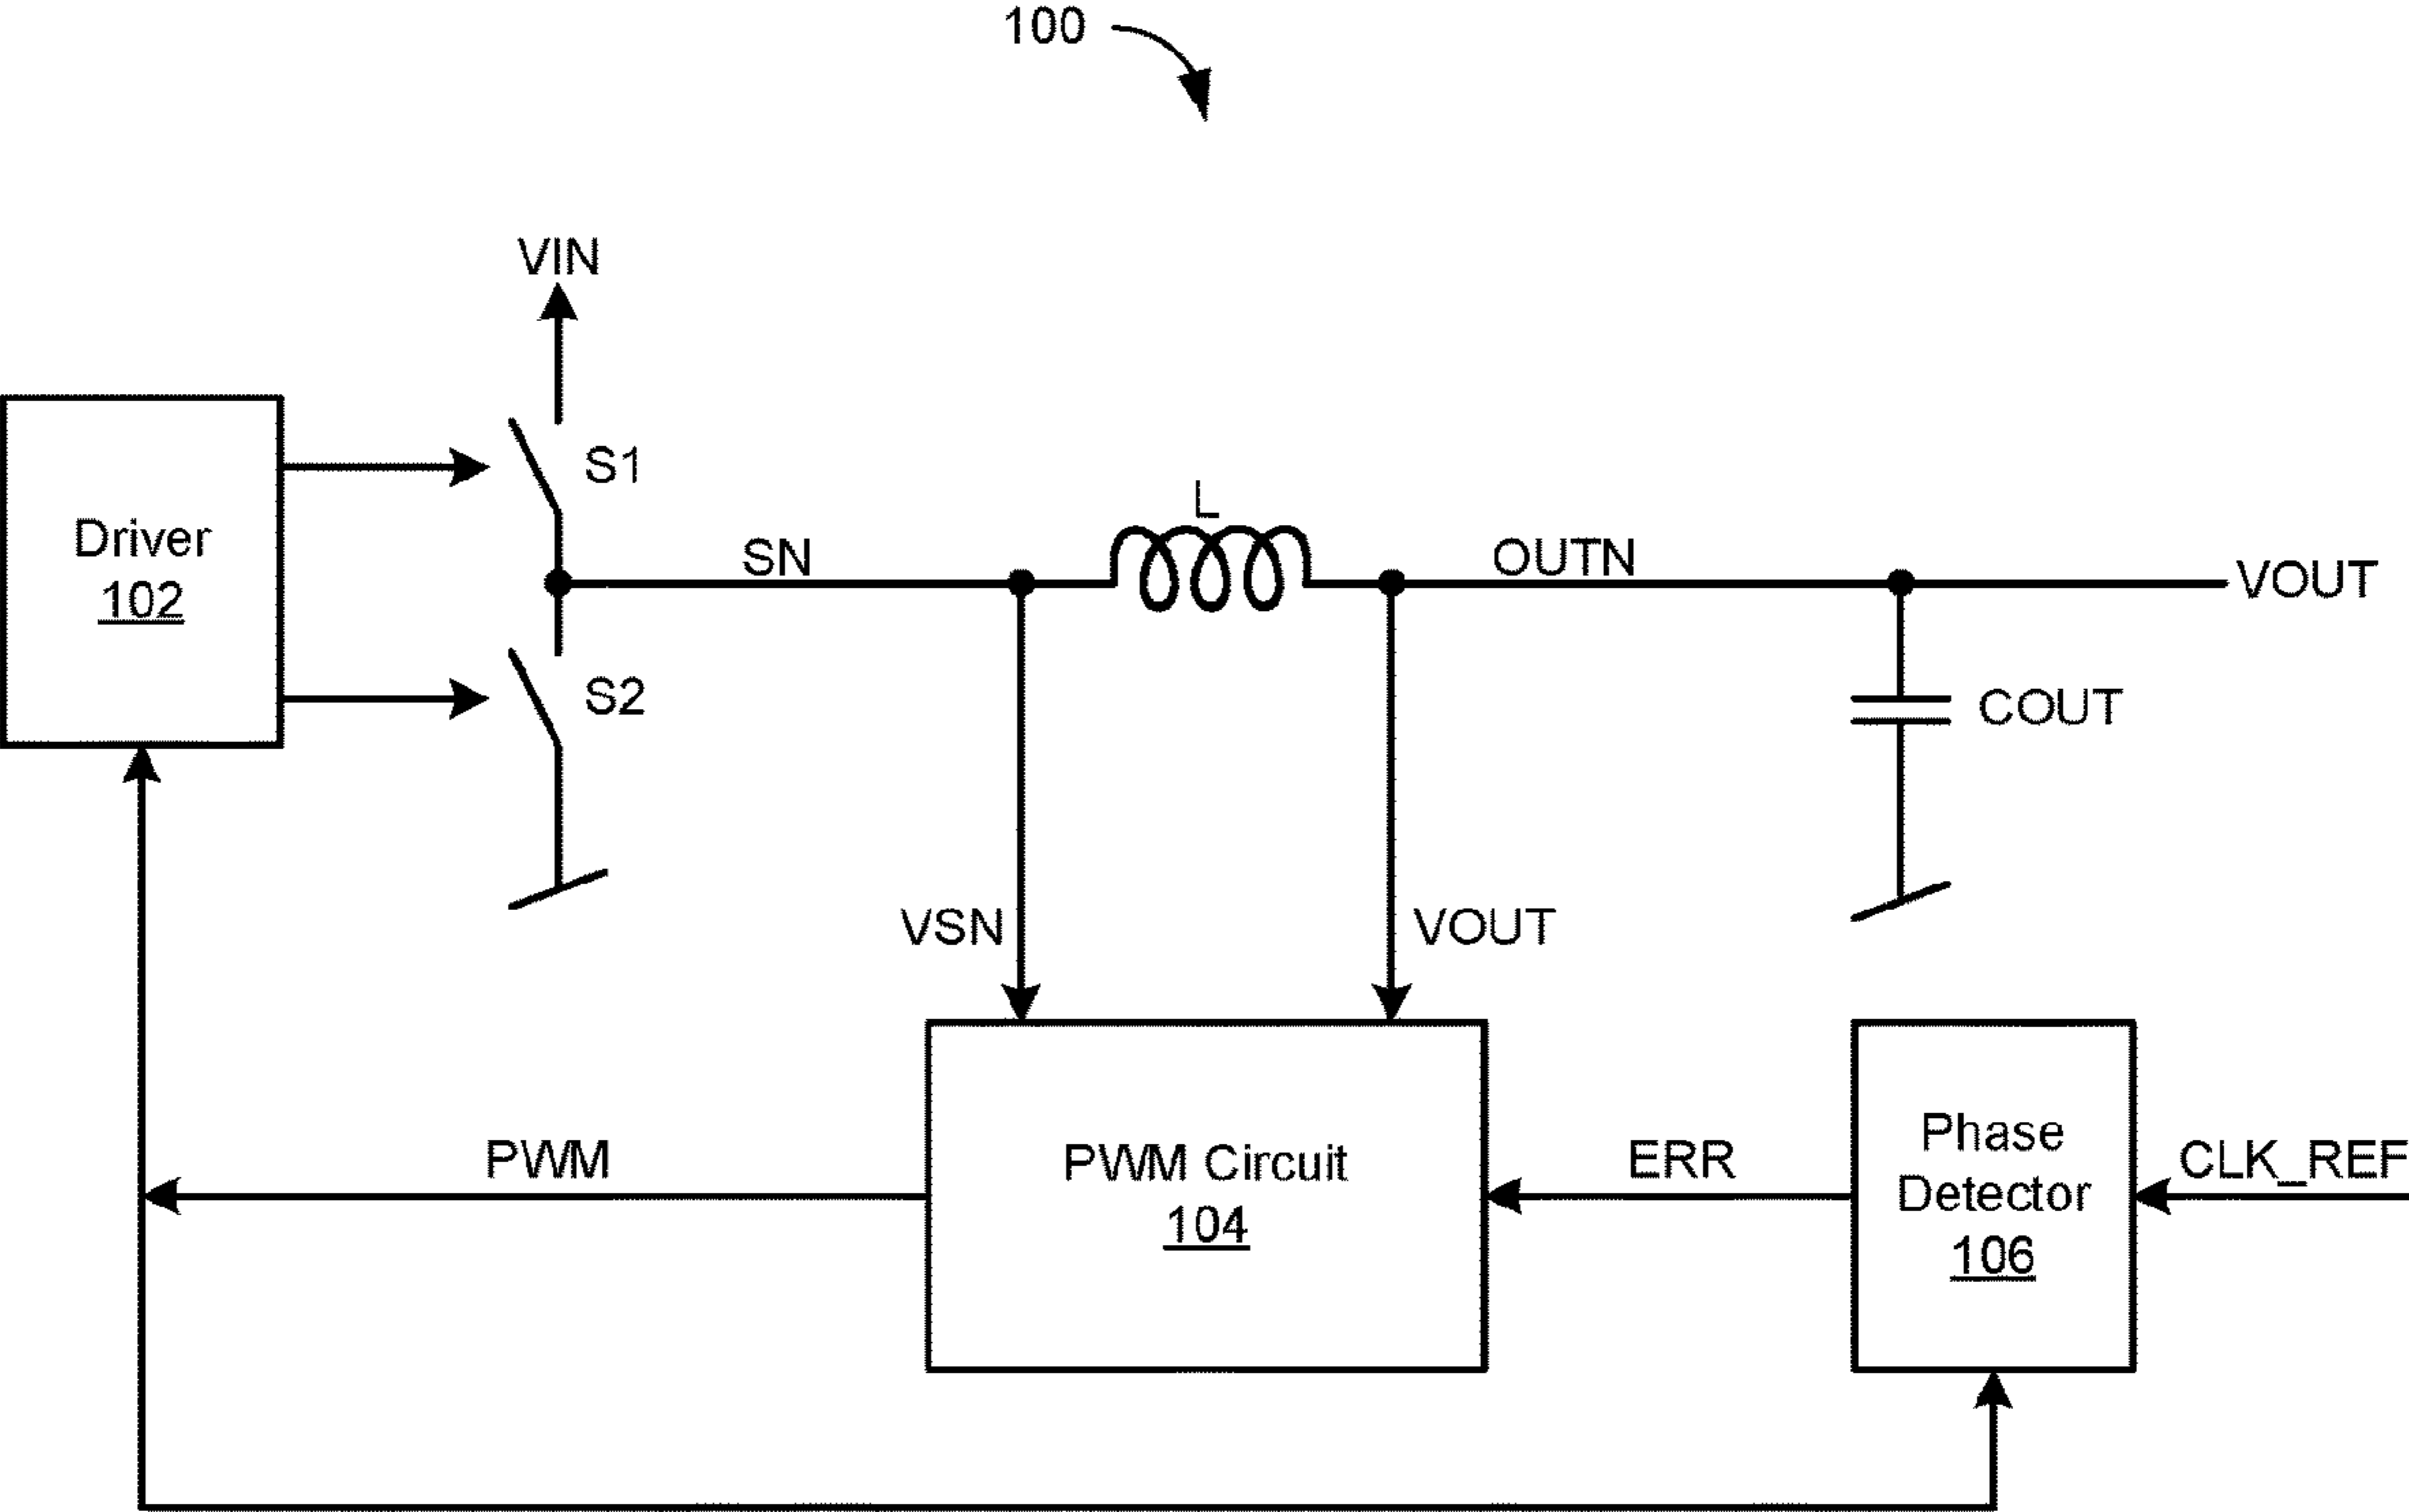 100
VIN
S1
Driver
102
L
SN
OUTN
VOUT
S2
COUT
VSN
VOUT
PWM
PWM Circuit
104
ERR
Phase
Detector
106
CLK_REF